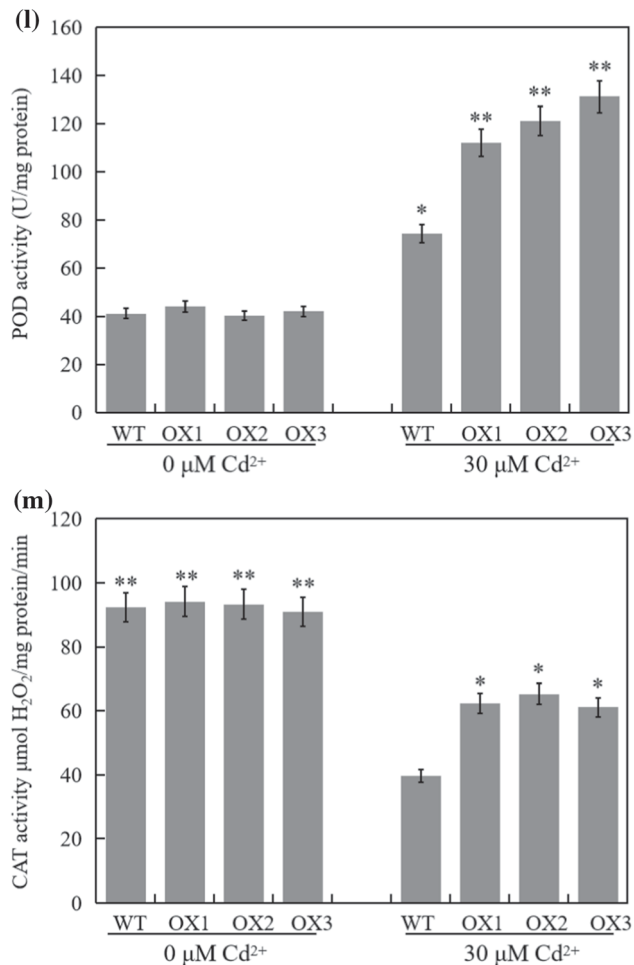 (l)
POD activity (U/mg protein)
160
140
120
100
80
60
40
20
0
* ** ** **
WT OX1 OX2 OX3 WT OX1 OX2 OX3
0 μM Cd²⁺ 30 μM Cd²⁺
(m)
CAT activity μmol H₂O₂/mg protein/min
120
100
80
60
40
20
0
** ** ** ** * * *
WT OX1 OX2 OX3 WT OX1 OX2 OX3
0 μM Cd²⁺ 30 μM Cd²⁺